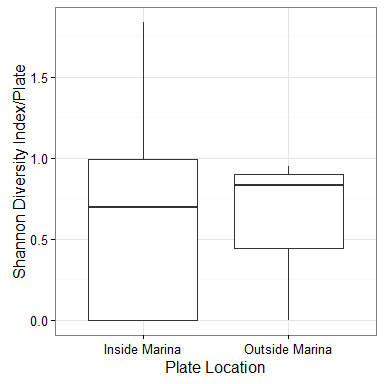 Shannon Diversity Index/Plate
1.5
1.0
0.5
0.0
Inside Marina Outside Marina
Plate Location